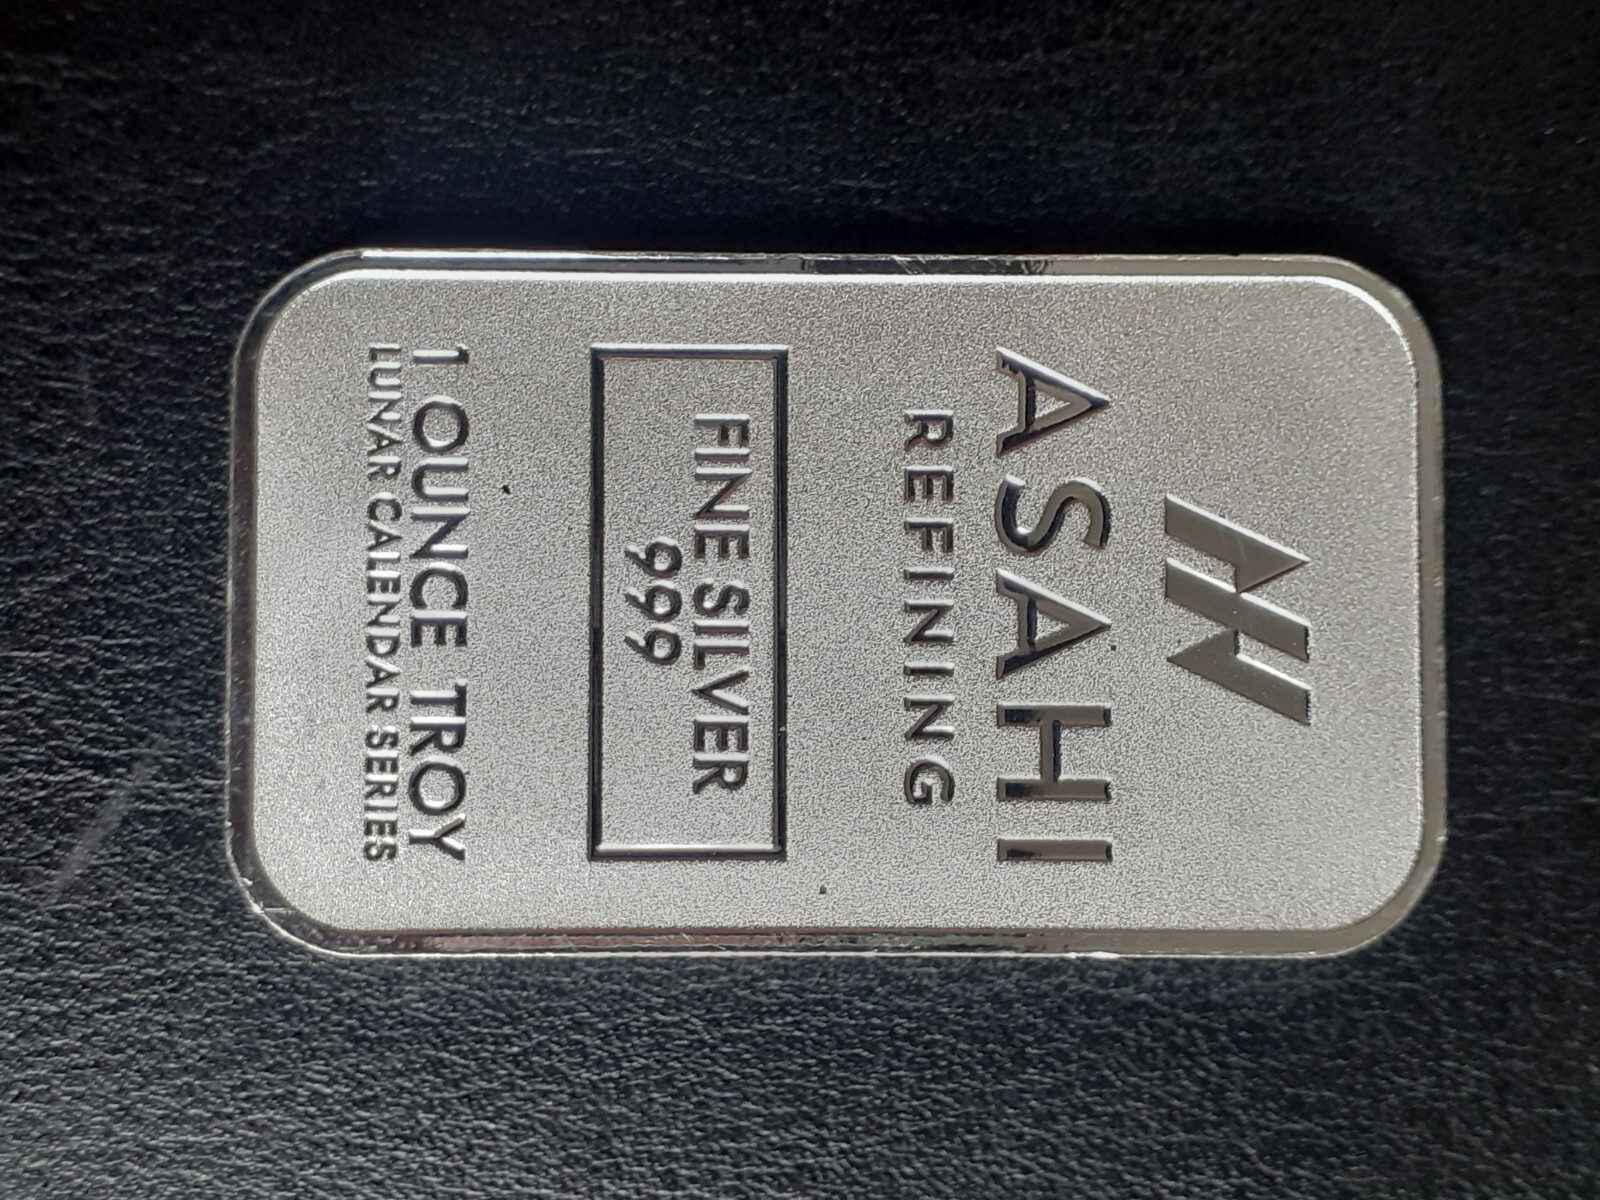 ASAHI
REFINING
FINE SILVER
999
1 OUNCE TROY
LUNAR CALENDAR SERIES